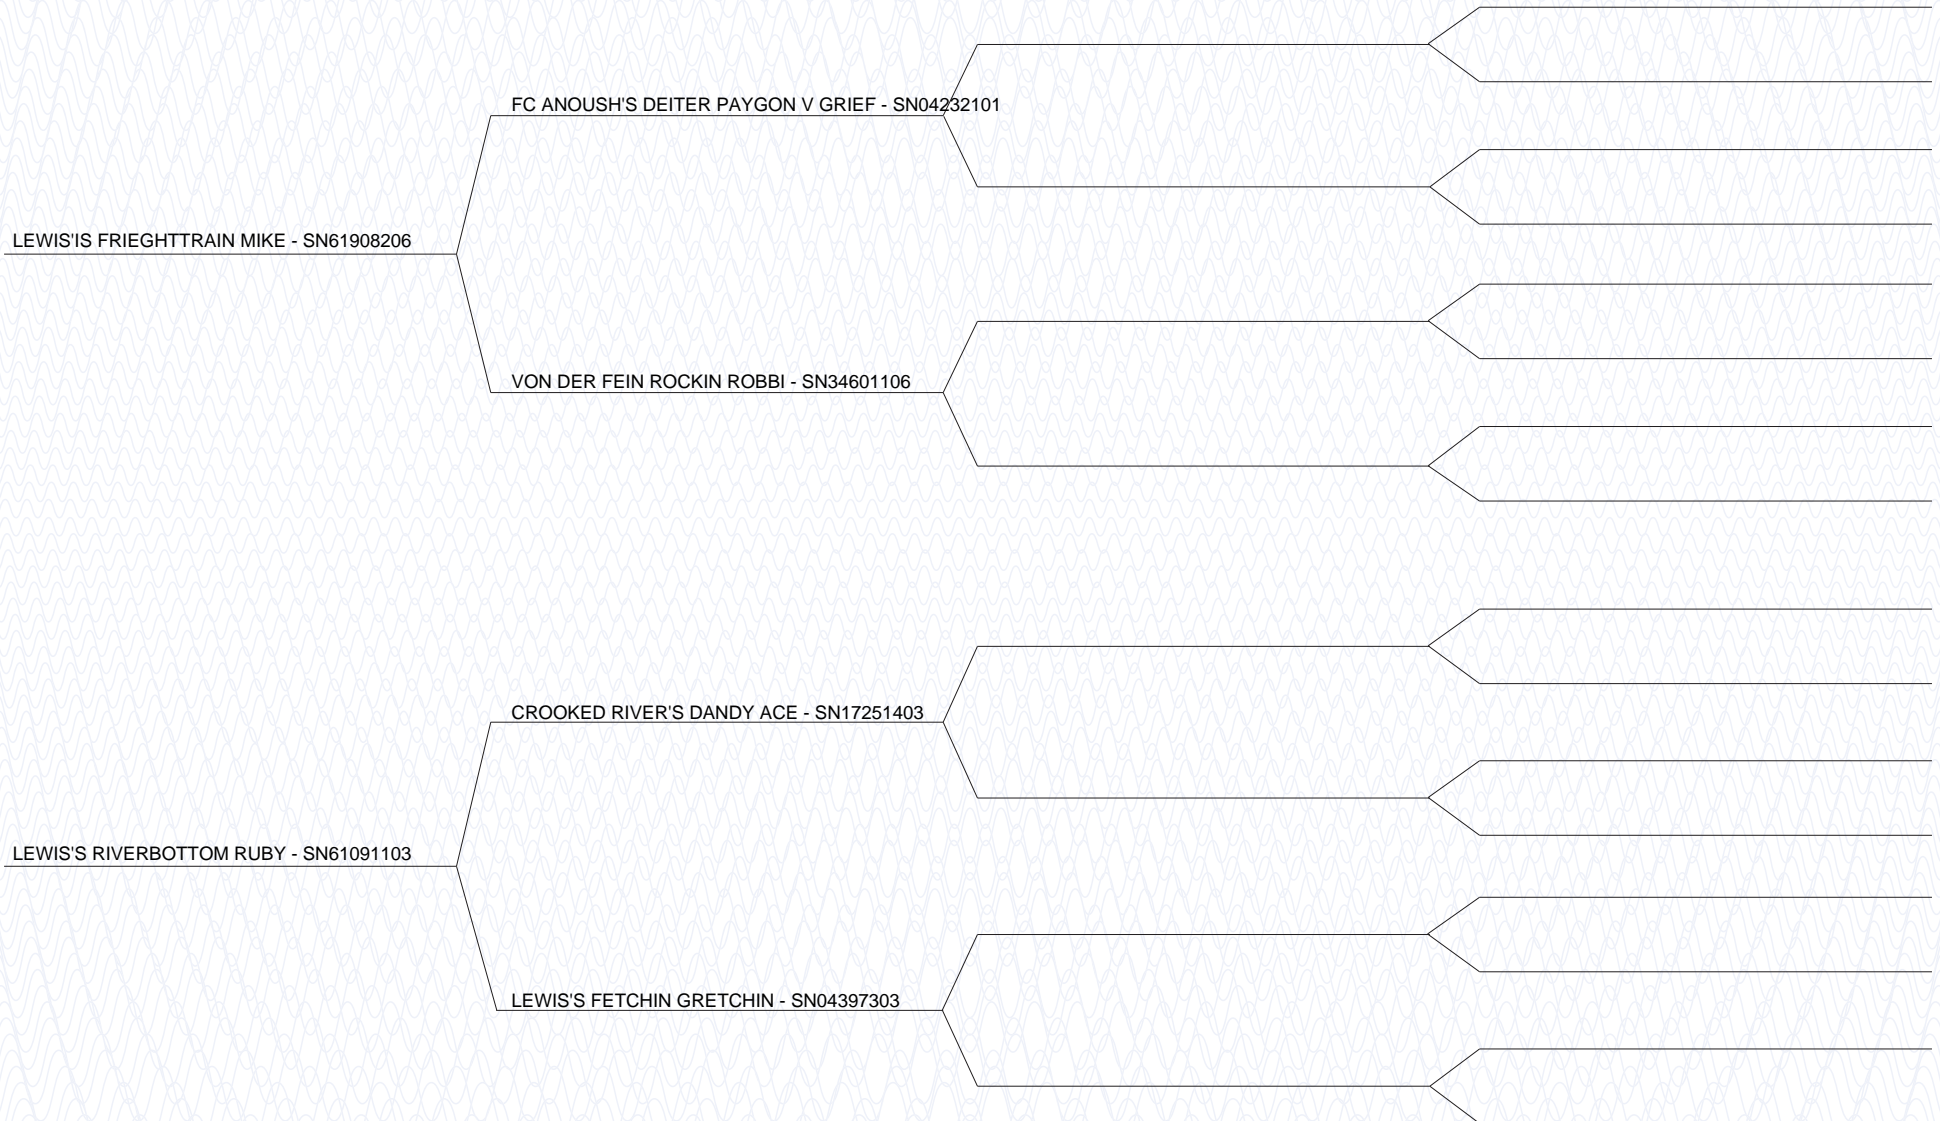 FC ANOUSH'S DEITER PAYGON V GRIEF - SN04232101
LEWIS'IS FRIEGHTTRAIN MIKE - SN61908206
VON DER FEIN ROCKIN ROBBI - SN34601106
CROOKED RIVER'S DANDY ACE - SN17251403
LEWIS'S RIVERBOTTOM RUBY - SN61091103
LEWIS'S FETCHIN GRETCHIN - SN04397303